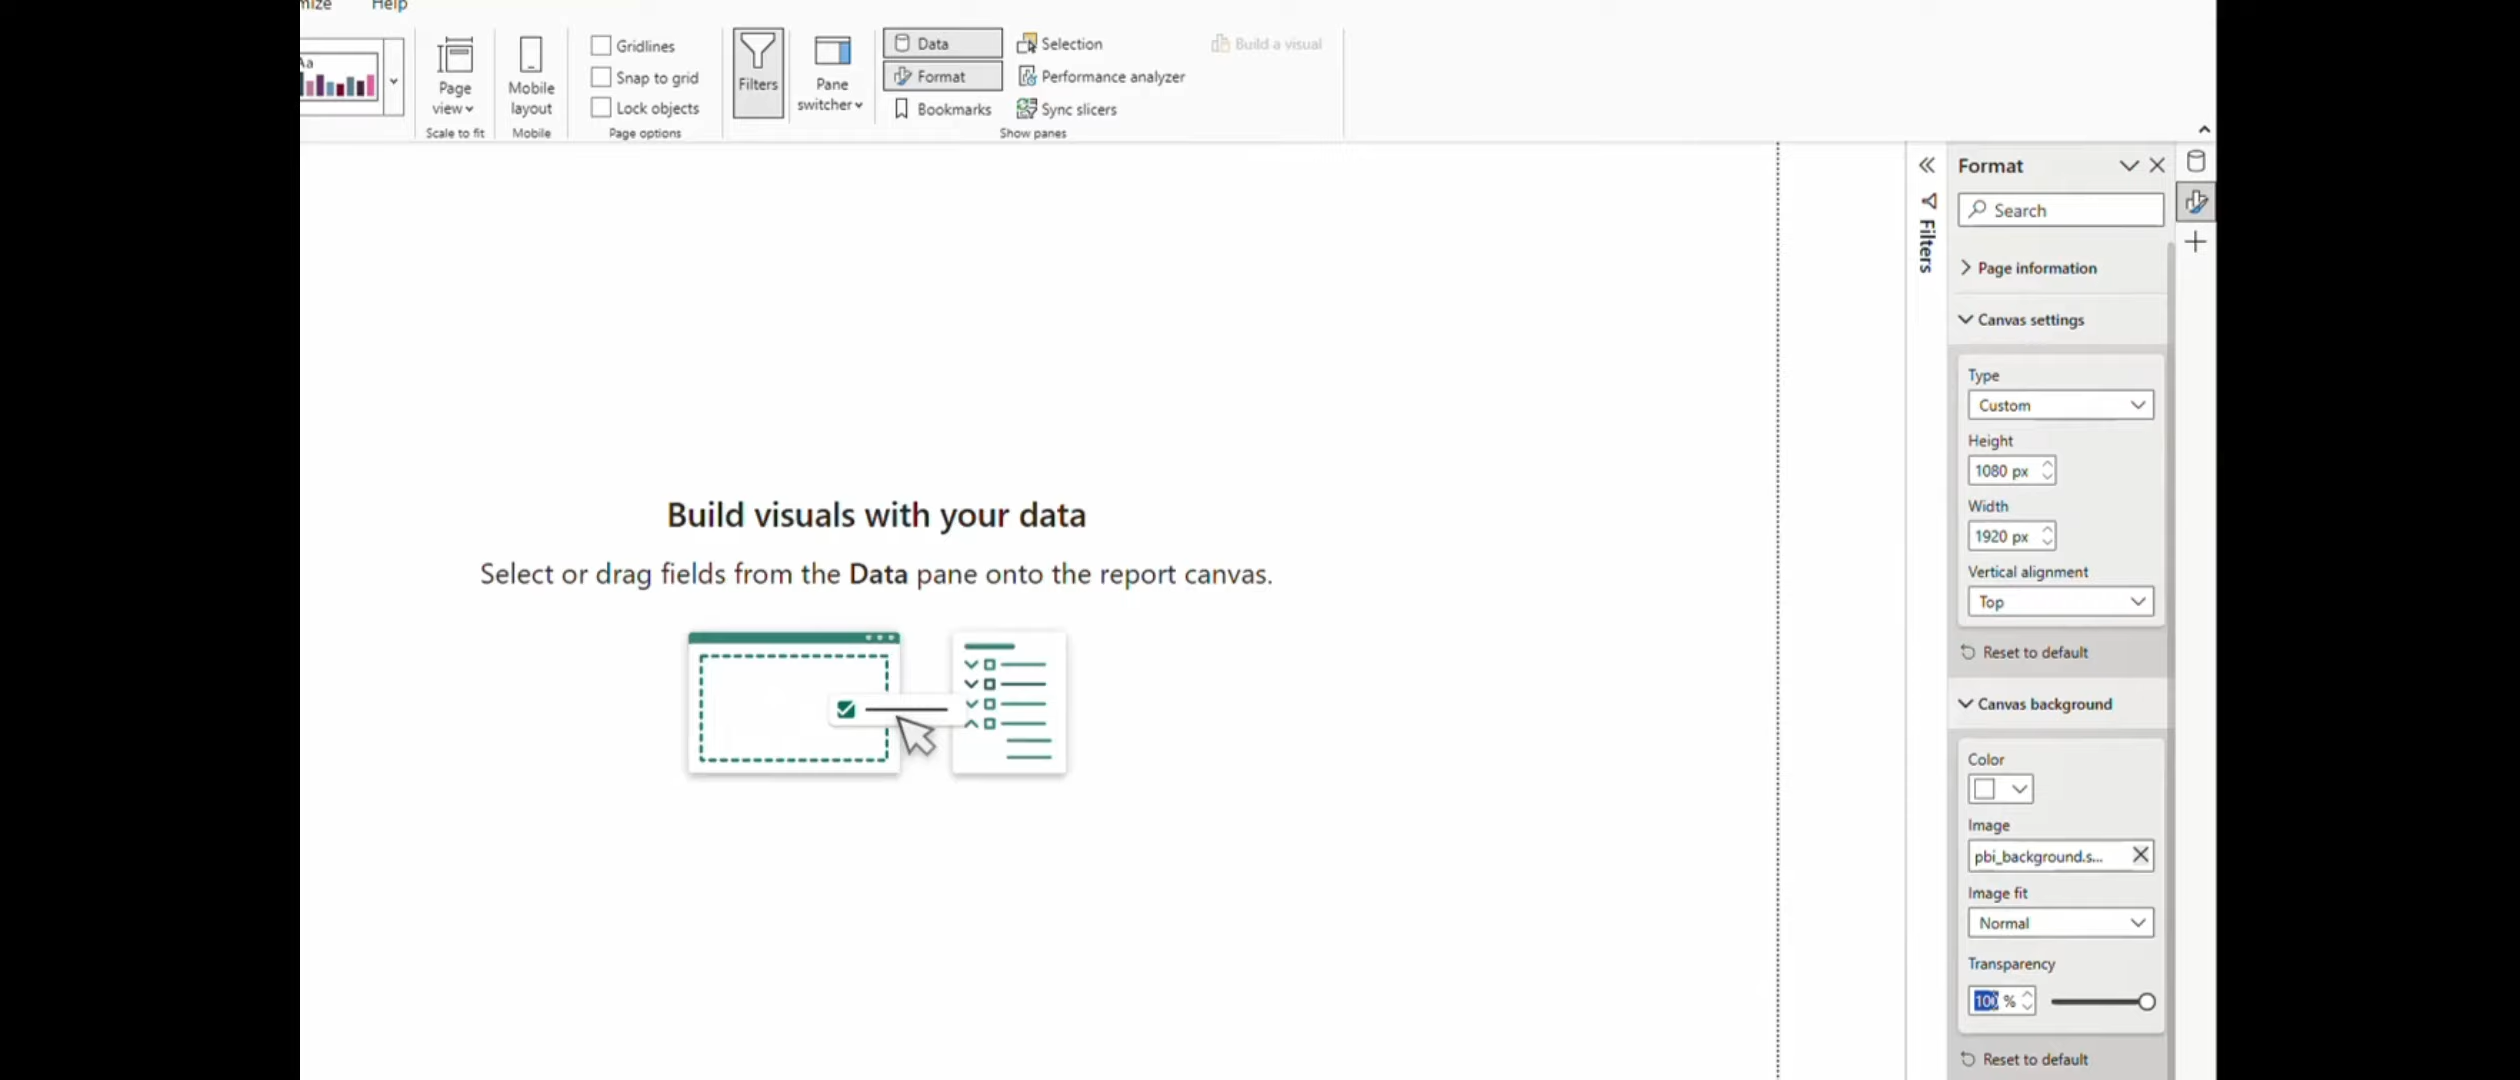 mize Help
Aa
Page view
Scale to fit
Mobile layout
Mobile
Gridlines
Snap to grid
Lock objects
Page options
Filters
Pane switcher
Data
Format
Bookmarks
Selection
Performance analyzer
Sync slicers
Show panes
Build a visual
Build visuals with your data
Select or drag fields from the Data pane onto the report canvas.
Filters
Format
Search
Page information
Canvas settings
Type
Custom
Height
1080 px
Width
1920 px
Vertical alignment
Top
Reset to default
Canvas background
Color
Image
pbi_background.s...
Image fit
Normal
Transparency
100 %
Reset to default